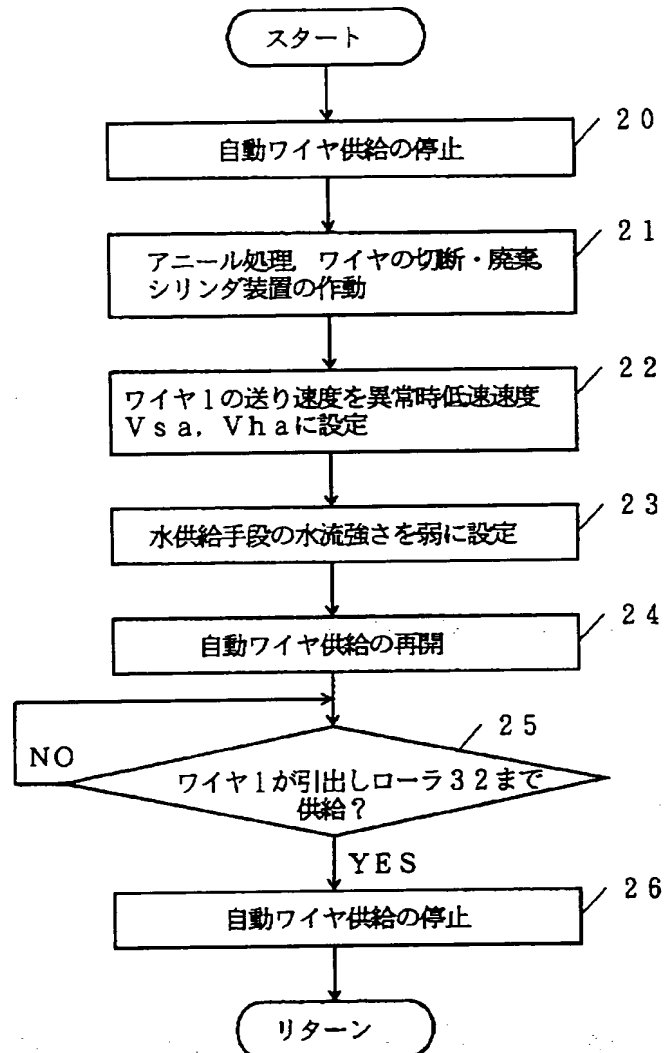 スタート
20
自動ワイヤ供給の停止
21
アニール処理,ワイヤの切断・廃棄,
シリンダ装置の作動
22
ワイヤ1の送り速度を異常時低速速度
Vsa,Vhaに設定
23
水供給手段の水流強さを弱に設定
24
自動ワイヤ供給の再開
25
NO
ワイヤ1が引出しローラ32まで
供給?
YES
26
自動ワイヤ供給の停止
リターン